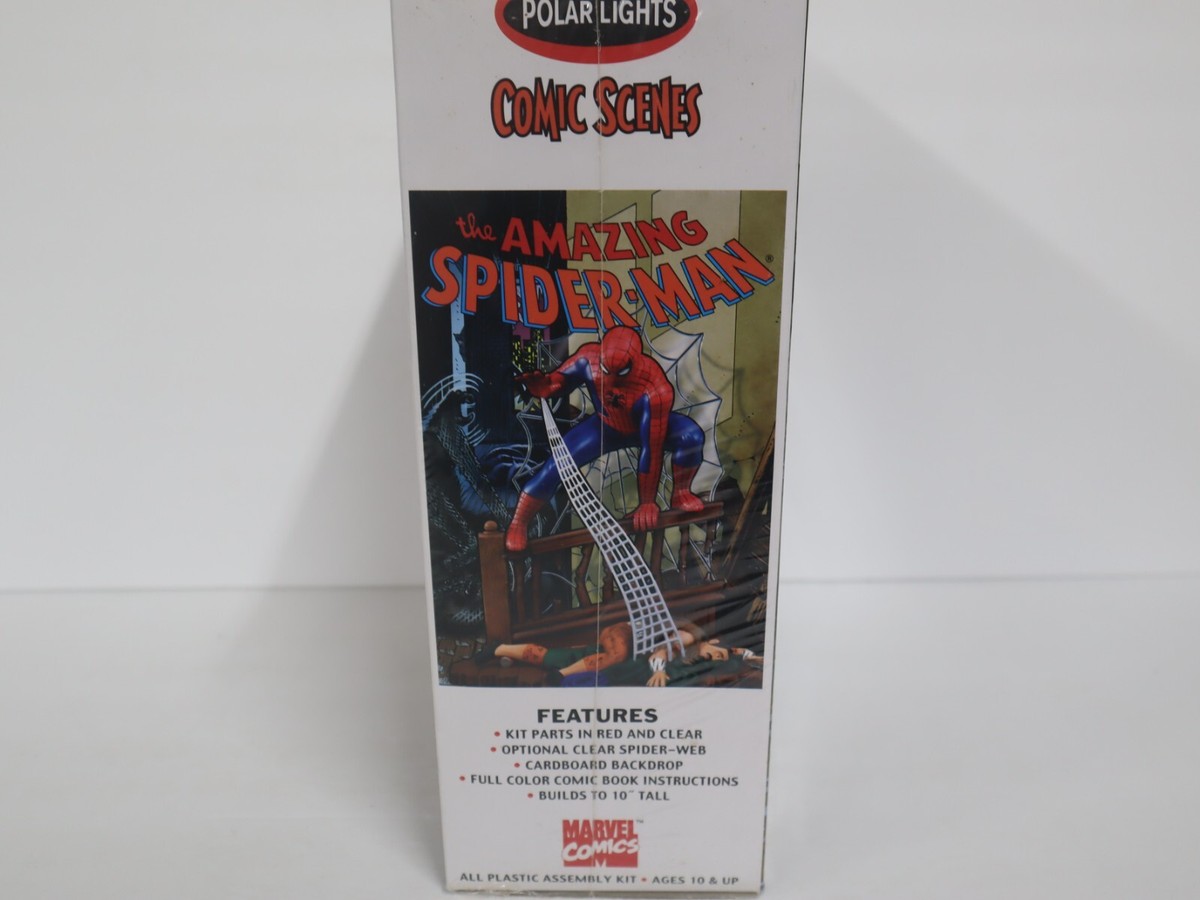 POLAR LIGHTS
COMIC SCENES
the AMAZING
SPIDER-MAN®
FEATURES
• KIT PARTS IN RED AND CLEAR
• OPTIONAL CLEAR SPIDER-WEB
• CARDBOARD BACKDROP
• FULL COLOR COMIC BOOK INSTRUCTIONS
• BUILDS TO 10" TALL
MARVEL™
COMICS
M
ALL PLASTIC ASSEMBLY KIT • AGES 10 & UP